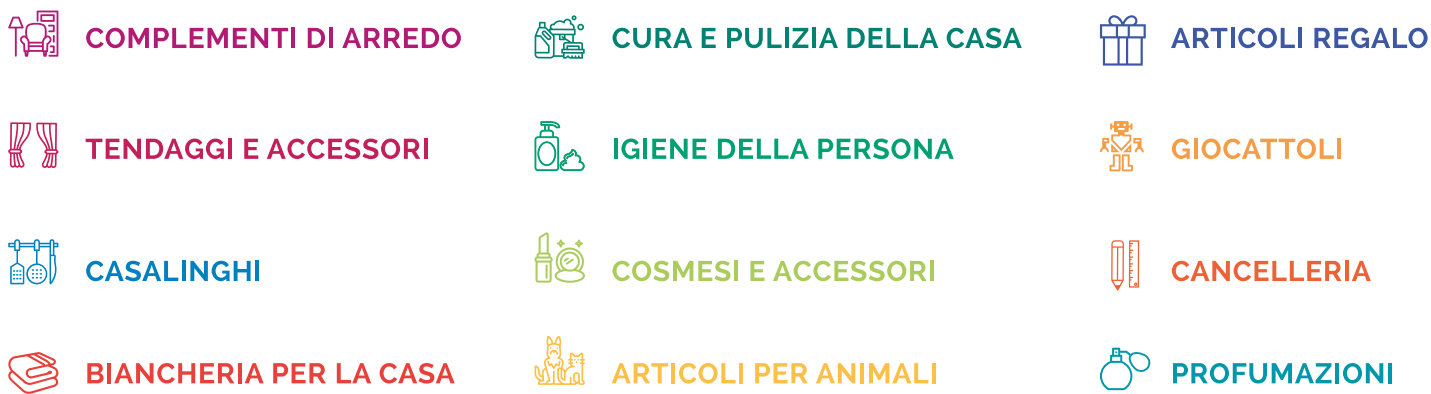 COMPLEMENTI DI ARREDO
CURA E PULIZIA DELLA CASA
ARTICOLI REGALO
TENDAGGI E ACCESSORI
IGIENE DELLA PERSONA
GIOCATTOLI
CASALINGHI
COSMESI E ACCESSORI
CANCELLERIA
BIANCHERIA PER LA CASA
ARTICOLI PER ANIMALI
PROFUMAZIONI